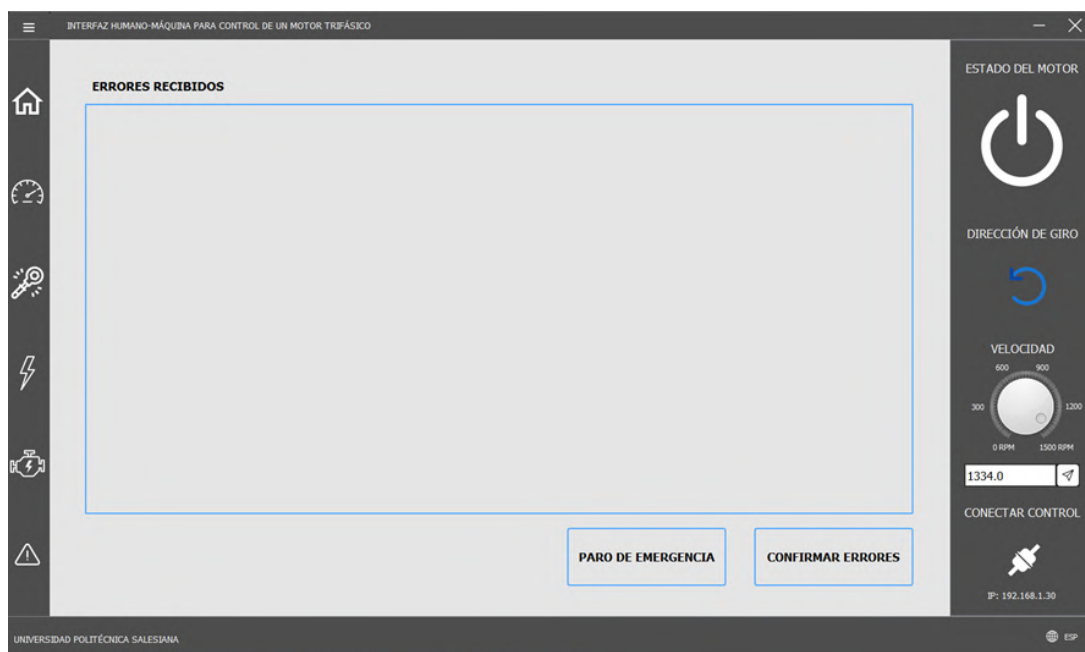 INTERFAZ HUMANO-MÁQUINA PARA CONTROL DE UN MOTOR TRIFÁSICO
ERRORES RECIBIDOS
PARO DE EMERGENCIA
CONFIRMAR ERRORES
ESTADO DEL MOTOR
DIRECCIÓN DE GIRO
VELOCIDAD
600 900
300 1200
0 RPM 1500 RPM
1334.0
CONECTAR CONTROL
IP: 192.168.1.30
UNIVERSIDAD POLITÉCNICA SALESIANA
ESP